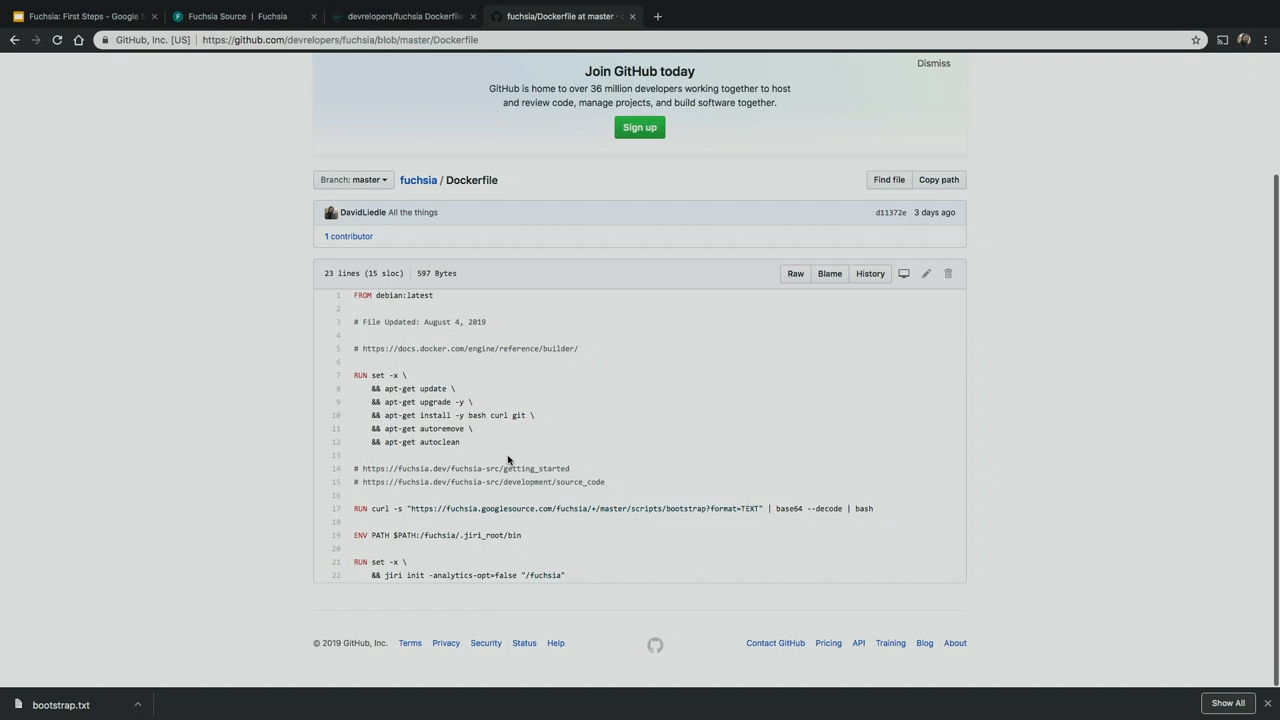 Fuchsia: First Steps - Google S
Fuchsia Source | Fuchsia
devrelopers/fuchsia Dockerfile
fuchsia/Dockerfile at master ·
GitHub, Inc. [US]
https://github.com/devrelopers/fuchsia/blob/master/Dockerfile
Join GitHub today
Dismiss
GitHub is home to over 36 million developers working together to host
and review code, manage projects, and build software together.
Sign up
Branch: master
fuchsia / Dockerfile
Find file
Copy path
DavidLiedle All the things
d11372e 3 days ago
1 contributor
23 lines (15 sloc) 597 Bytes
Raw
Blame
History
1 FROM debian:latest
2
3 # File Updated: August 4, 2019
4
5 # https://docs.docker.com/engine/reference/builder/
6
7 RUN set -x \
8 && apt-get update \
9 && apt-get upgrade -y \
10 && apt-get install -y bash curl git \
11 && apt-get autoremove \
12 && apt-get autoclean
13
14 # https://fuchsia.dev/fuchsia-src/getting_started
15 # https://fuchsia.dev/fuchsia-src/development/source_code
16
17 RUN curl -s "https://fuchsia.googlesource.com/fuchsia/+/master/scripts/bootstrap?format=TEXT" | base64 --decode | bash
18
19 ENV PATH $PATH:/fuchsia/.jiri_root/bin
20
21 RUN set -x \
22 && jiri init -analytics-opt=false "/fuchsia"
© 2019 GitHub, Inc.
Terms
Privacy
Security
Status
Help
Contact GitHub
Pricing
API
Training
Blog
About
bootstrap.txt
Show All